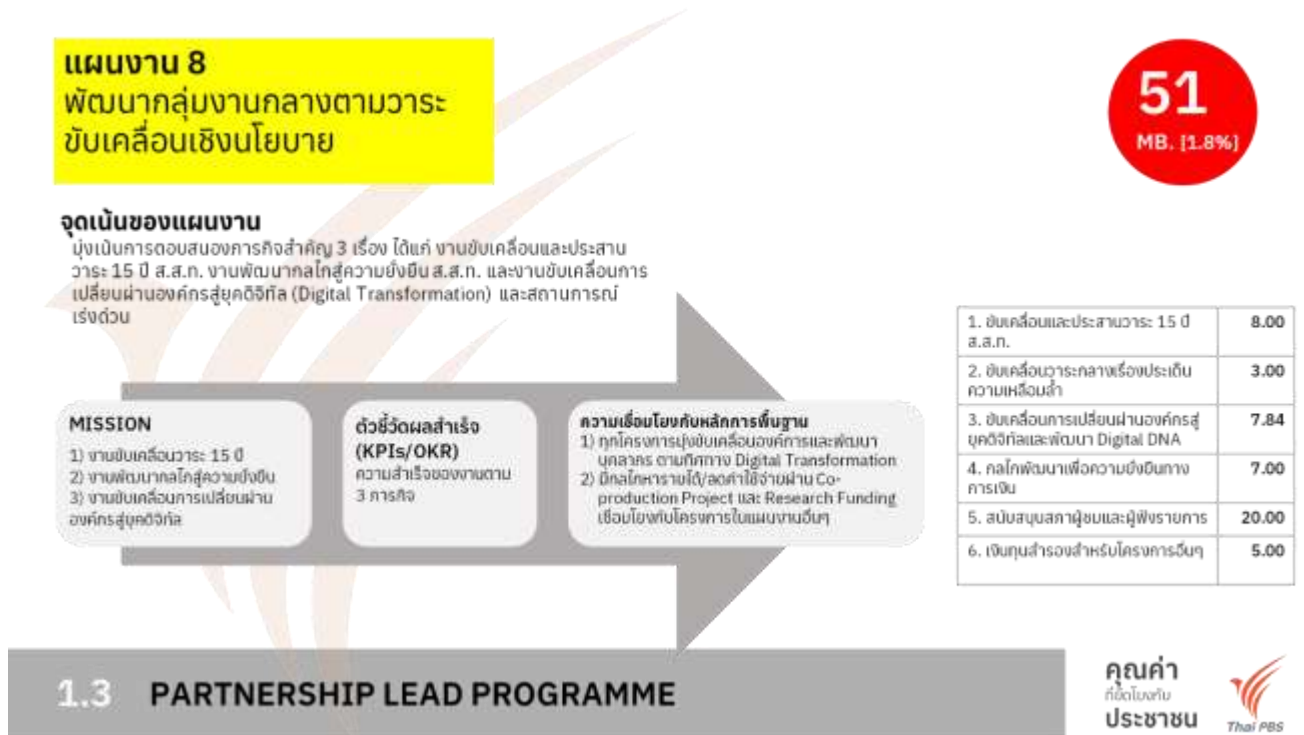 แผนงาน 8
พัฒนากลุ่มงานกลางตามวาระ
ขับเคลื่อนเชิงนโยบาย
51
MB. [1.8%]
จุดเน้นของแผนงาน
มุ่งเน้นการตอบสนองภารกิจสำคัญ 3 เรื่อง ได้แก่ งานขับเคลื่อนและประสาน
วาระ 15 ปี ส.ส.ท. งานพัฒนากลไกสู่ความยั่งยืน ส.ส.ท. และงานขับเคลื่อนการ
เปลี่ยนผ่านองค์กรสู่ยุคดิจิทัล (Digital Transformation) และสถานการณ์
เร่งด่วน
MISSION
1) งานขับเคลื่อนวาระ 15 ปี
2) งานพัฒนากลไกสู่ความยั่งยืน
3) งานขับเคลื่อนการเปลี่ยนผ่าน
องค์กรสู่ยุคดิจิทัล
ตัวชี้วัดผลสำเร็จ
(KPIs/OKR)
ความสำเร็จของงานตาม
3 ภารกิจ
ความเชื่อมโยงกับหลักการพื้นฐาน
1) ทุกโครงการมุ่งขับเคลื่อนองค์การและพัฒนา
บุคลากร ตามทิศทาง Digital Transformation
2) มีกลไกหารายได้/ลดค่าใช้จ่ายผ่าน Co-
production Project และ Research Funding
เชื่อมโยงกับโครงการในแผนงานอื่นๆ
1. ขับเคลื่อนและประสานวาระ 15 ปี 8.00
ส.ส.ท.
2. ขับเคลื่อนวาระกลางเรื่องประเด็น 3.00
ความเหลื่อมล้ำ
3. ขับเคลื่อนการเปลี่ยนผ่านองค์กรสู่ 7.84
ยุคดิจิทัลและพัฒนา Digital DNA
4. กลไกพัฒนาเพื่อความยั่งยืนทาง 7.00
การเงิน
5. สนับสนุนสภาผู้ชมและผู้ฟังรายการ 20.00
6. เงินทุนสำรองสำหรับโครงการอื่นๆ 5.00
1.3 PARTNERSHIP LEAD PROGRAMME
คุณค่า
ที่ยึดโยงกับ
ประชาชน
Thai PBS